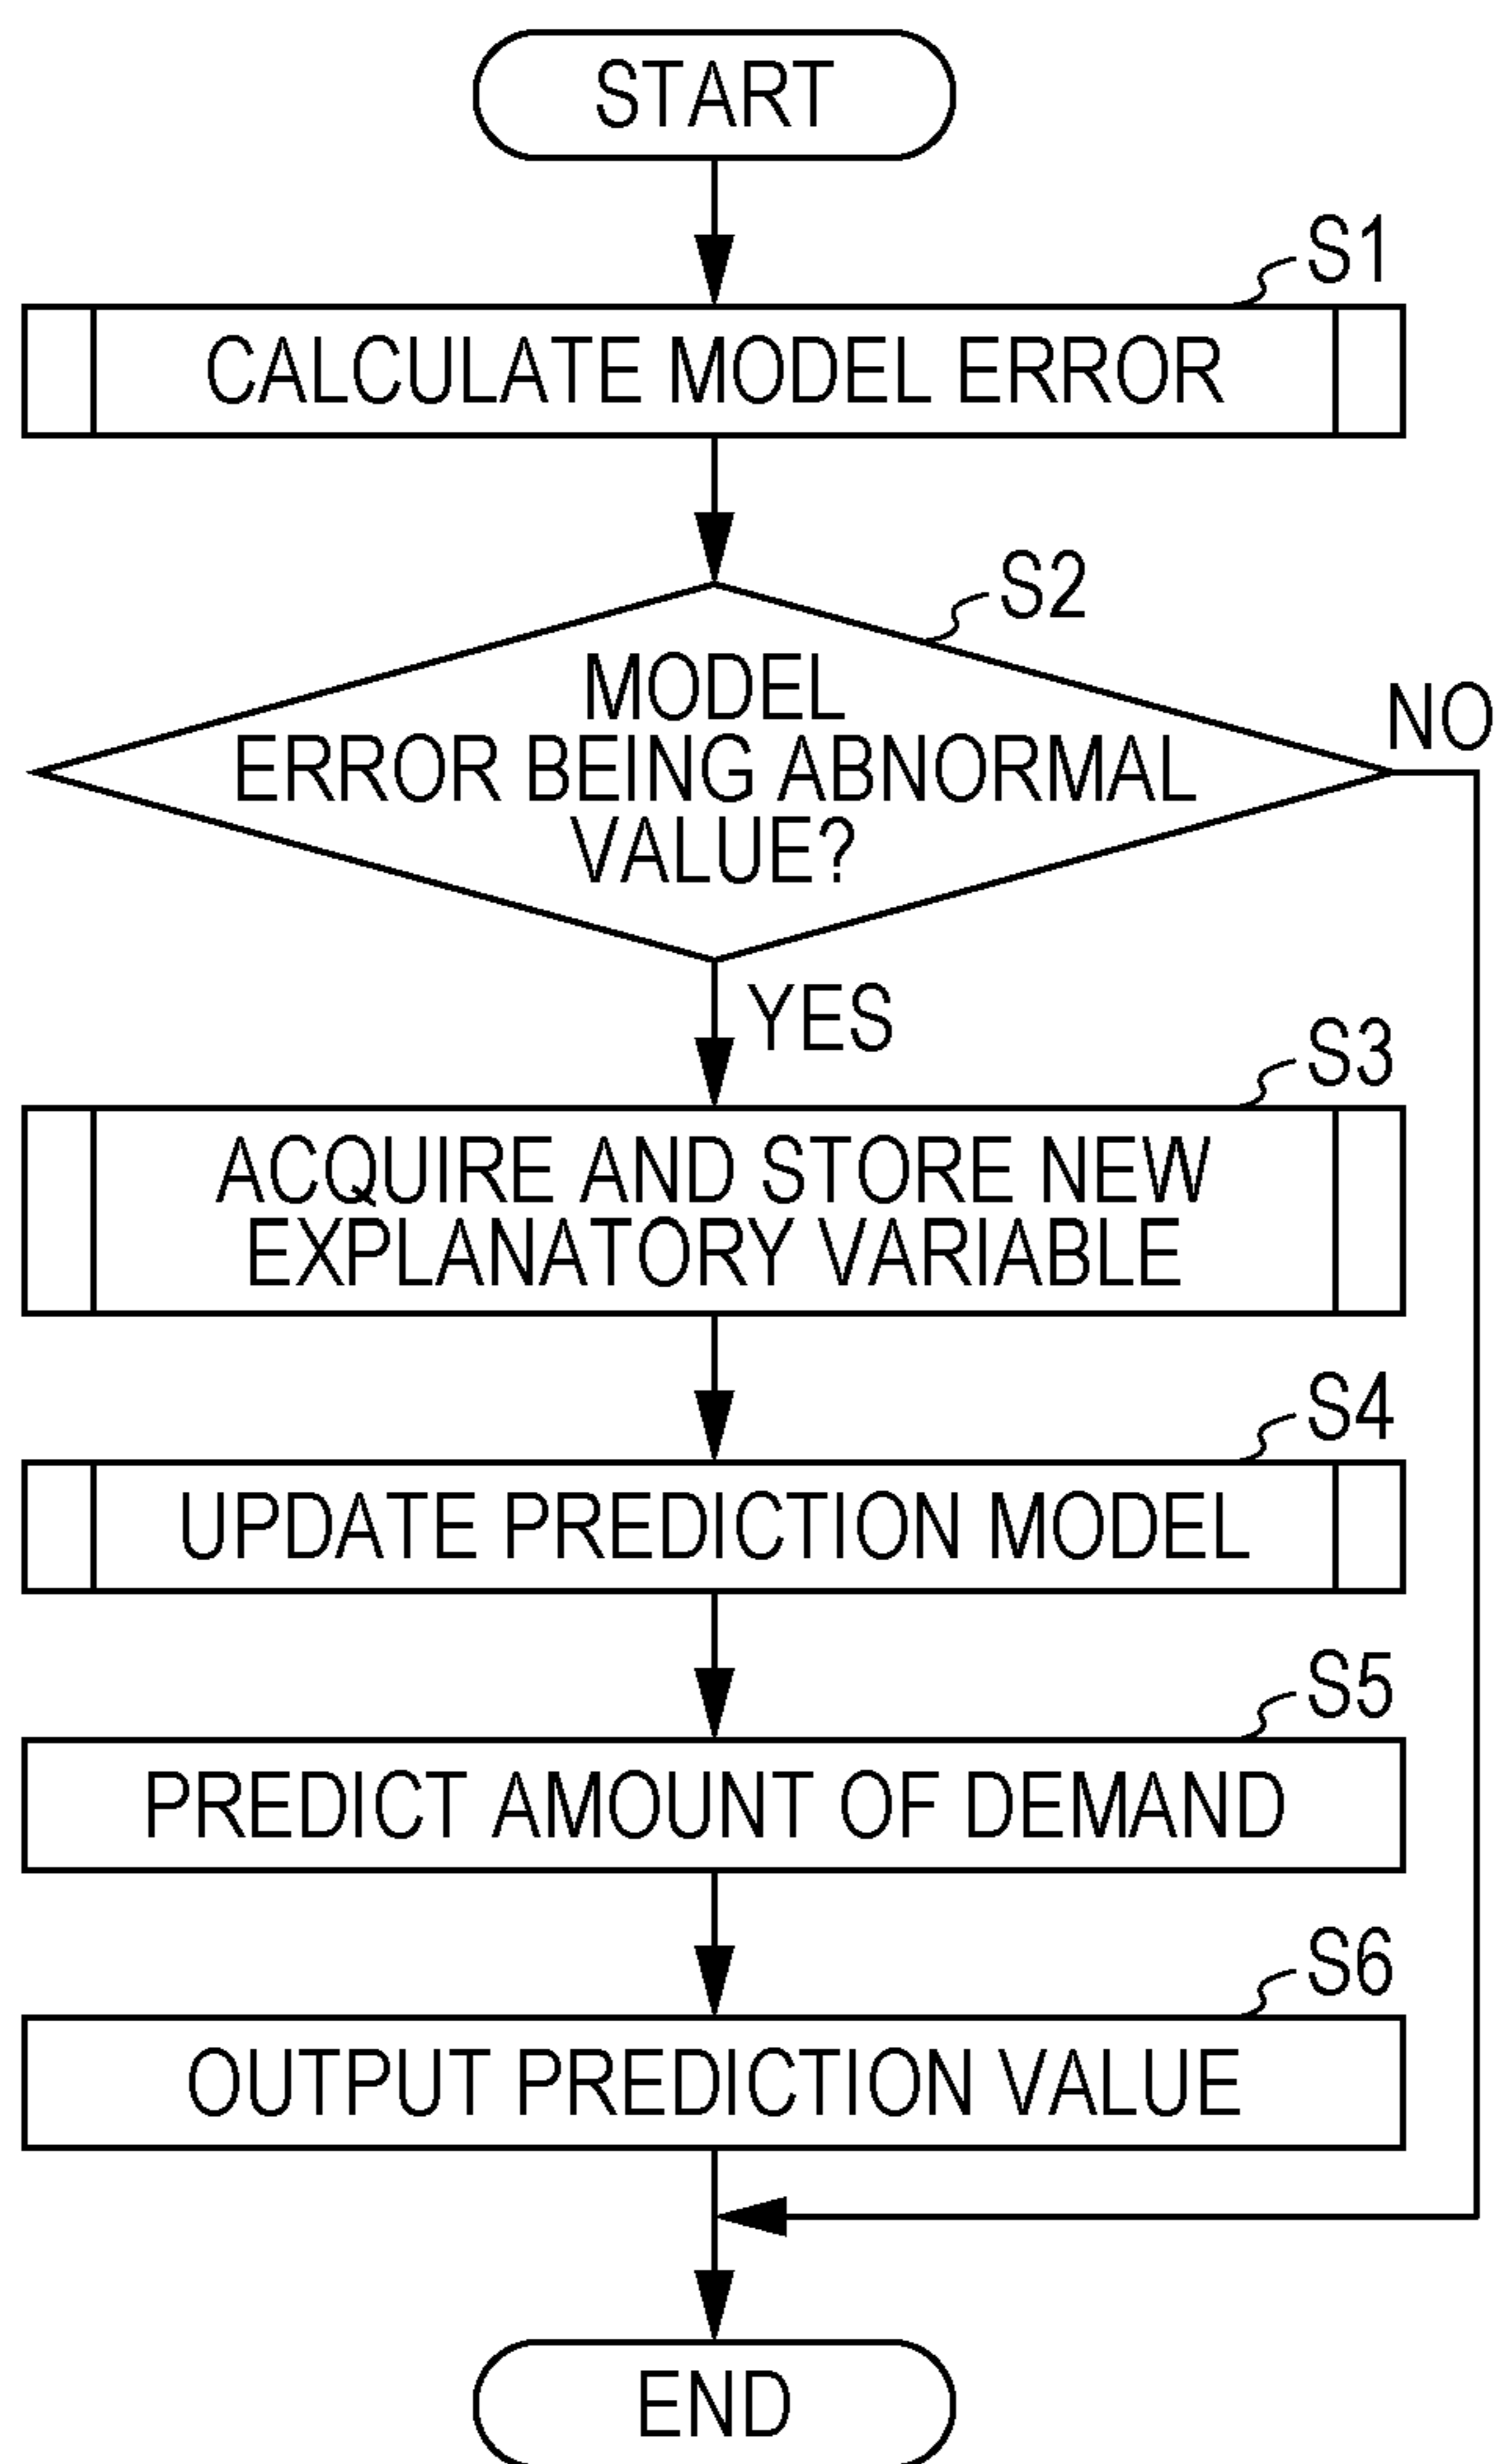 START
S1
CALCULATE MODEL ERROR
S2
MODEL
ERROR BEING ABNORMAL
VALUE?
NO
YES
S3
ACQUIRE AND STORE NEW
EXPLANATORY VARIABLE
S4
UPDATE PREDICTION MODEL
S5
PREDICT AMOUNT OF DEMAND
S6
OUTPUT PREDICTION VALUE
END